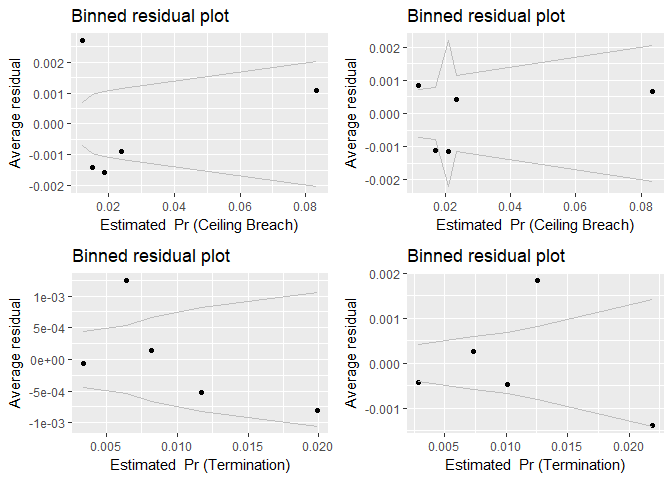 Binned residual plot
0.002
0.001
0.000
-0.001
-0.002
Average residual
0.02
0.04
0.06
0.08
Estimated Pr (Ceiling Breach)
Binned residual plot
0.002
0.001
0.000
-0.001
-0.002
Average residual
0.02
0.04
0.06
0.08
Estimated Pr (Ceiling Breach)
Binned residual plot
1e-03
5e-04
0e+00
-5e-04
-1e-03
Average residual
0.005
0.010
0.015
0.020
Estimated Pr (Termination)
Binned residual plot
0.002
0.001
0.000
-0.001
Average residual
0.005
0.010
0.015
0.020
Estimated Pr (Termination)